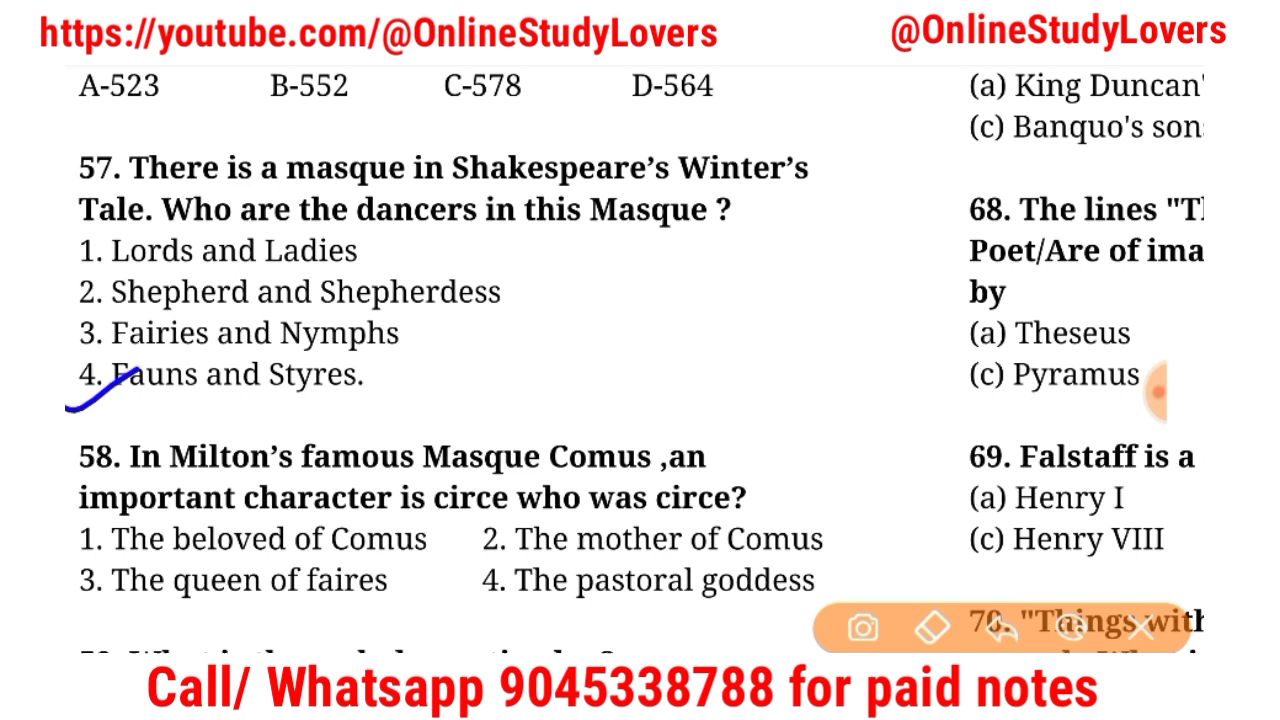 https://youtube.com/@OnlineStudyLovers
@OnlineStudyLovers
A-523 B-552 C-578 D-564
57. There is a masque in Shakespeare’s Winter’s
Tale. Who are the dancers in this Masque ?
1. Lords and Ladies
2. Shepherd and Shepherdess
3. Fairies and Nymphs
4. Fauns and Styres.
58. In Milton’s famous Masque Comus ,an
important character is circe who was circe?
1. The beloved of Comus 2. The mother of Comus
3. The queen of faires 4. The pastoral goddess
(a) King Duncan'
(c) Banquo's son
68. The lines "T
Poet/Are of ima
by
(a) Theseus
(c) Pyramus
69. Falstaff is a
(a) Henry I
(c) Henry VIII
70. "Things with
Call/ Whatsapp 9045338788 for paid notes